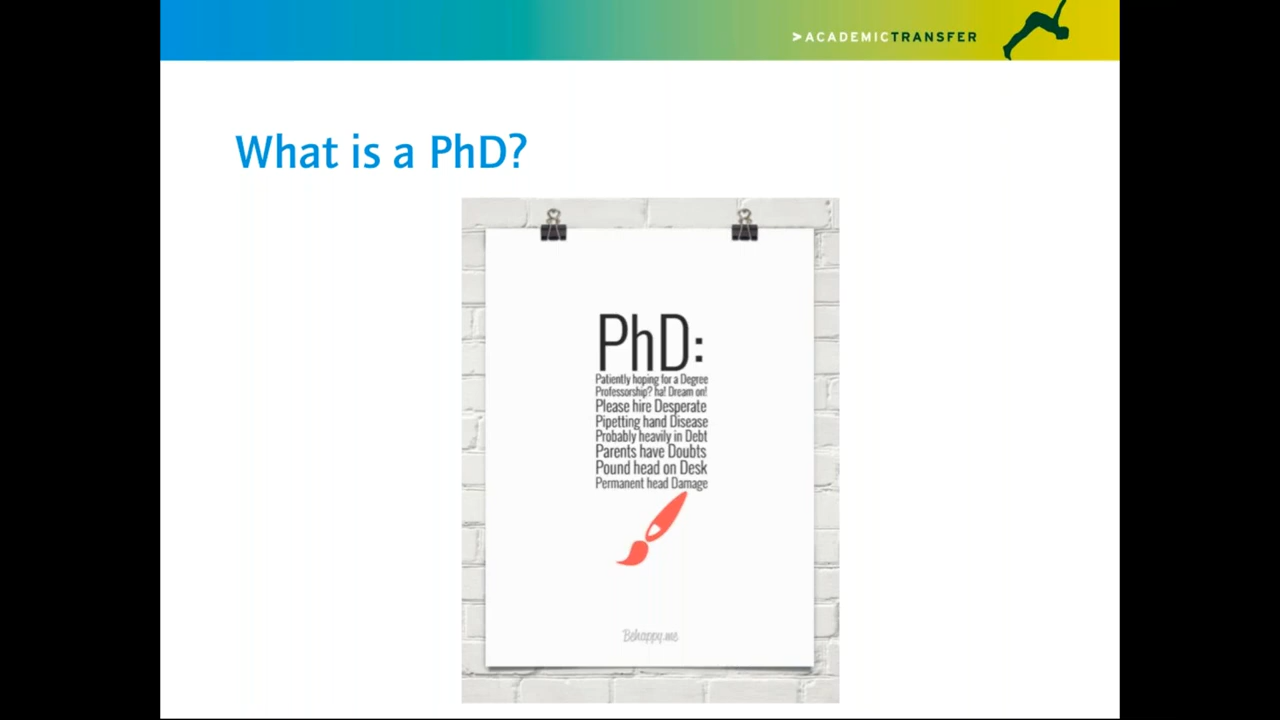 >ACADEMICTRANSFER
What is a PhD?
PhD:
Patiently hoping for a Degree
Professorship? ha! Dream on!
Please hire Desperate
Pipetting hand Disease
Probably heavily in Debt
Parents have Doubts
Pound head on Desk
Permanent head Damage
Behappy.me